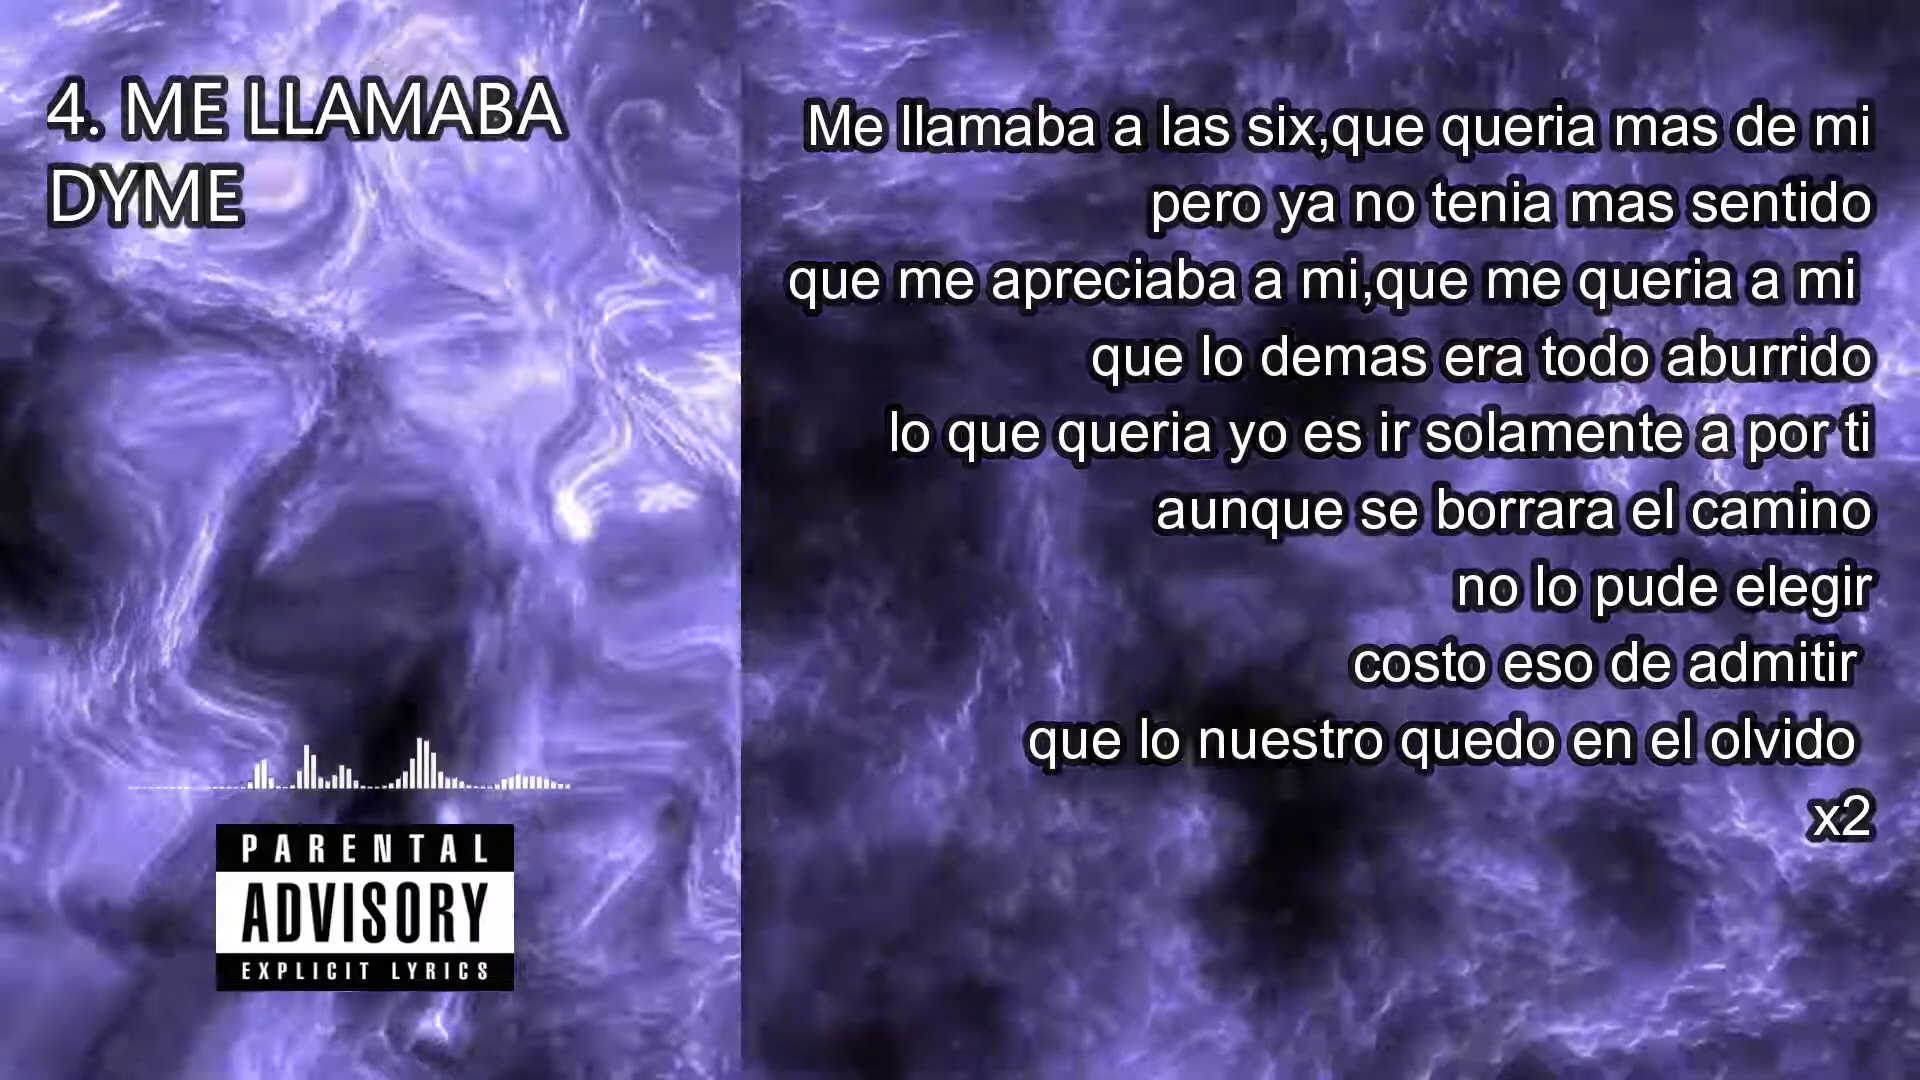 4. ME LLAMABA
DYME
Me llamaba a las six,que queria mas de mi
pero ya no tenia mas sentido
que me apreciaba a mi,que me queria a mi
que lo demas era todo aburrido
lo que queria yo es ir solamente a por ti
aunque se borrara el camino
no lo pude elegir
costo eso de admitir
que lo nuestro quedo en el olvido
x2
PARENTAL
ADVISORY
EXPLICIT LYRICS